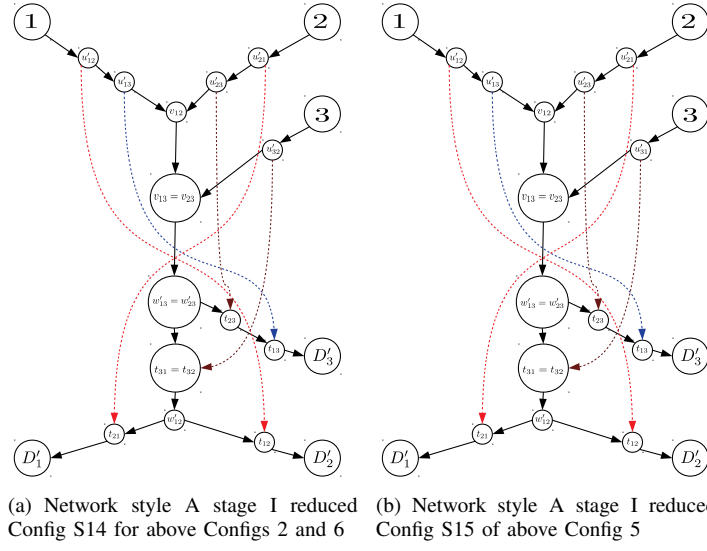 1 2 1 2
u'12 u'21 u'12 u'21
u'13 u'23 u'13 u'23
v12 3 v12 3
u'32 u'31
v13 = v23 v13 = v23
w'13 = w'23 w'13 = w'23
t23 t23
t13 D'3 t13 D'3
t31 = t32 t31 = t32
w'12 w'12
t21 t12 t21 t12
D'1 D'2 D'1 D'2
(a) Network style A stage I reduced (b) Network style A stage I reduced
Config S14 for above Configs 2 and 6 Config S15 of above Config 5